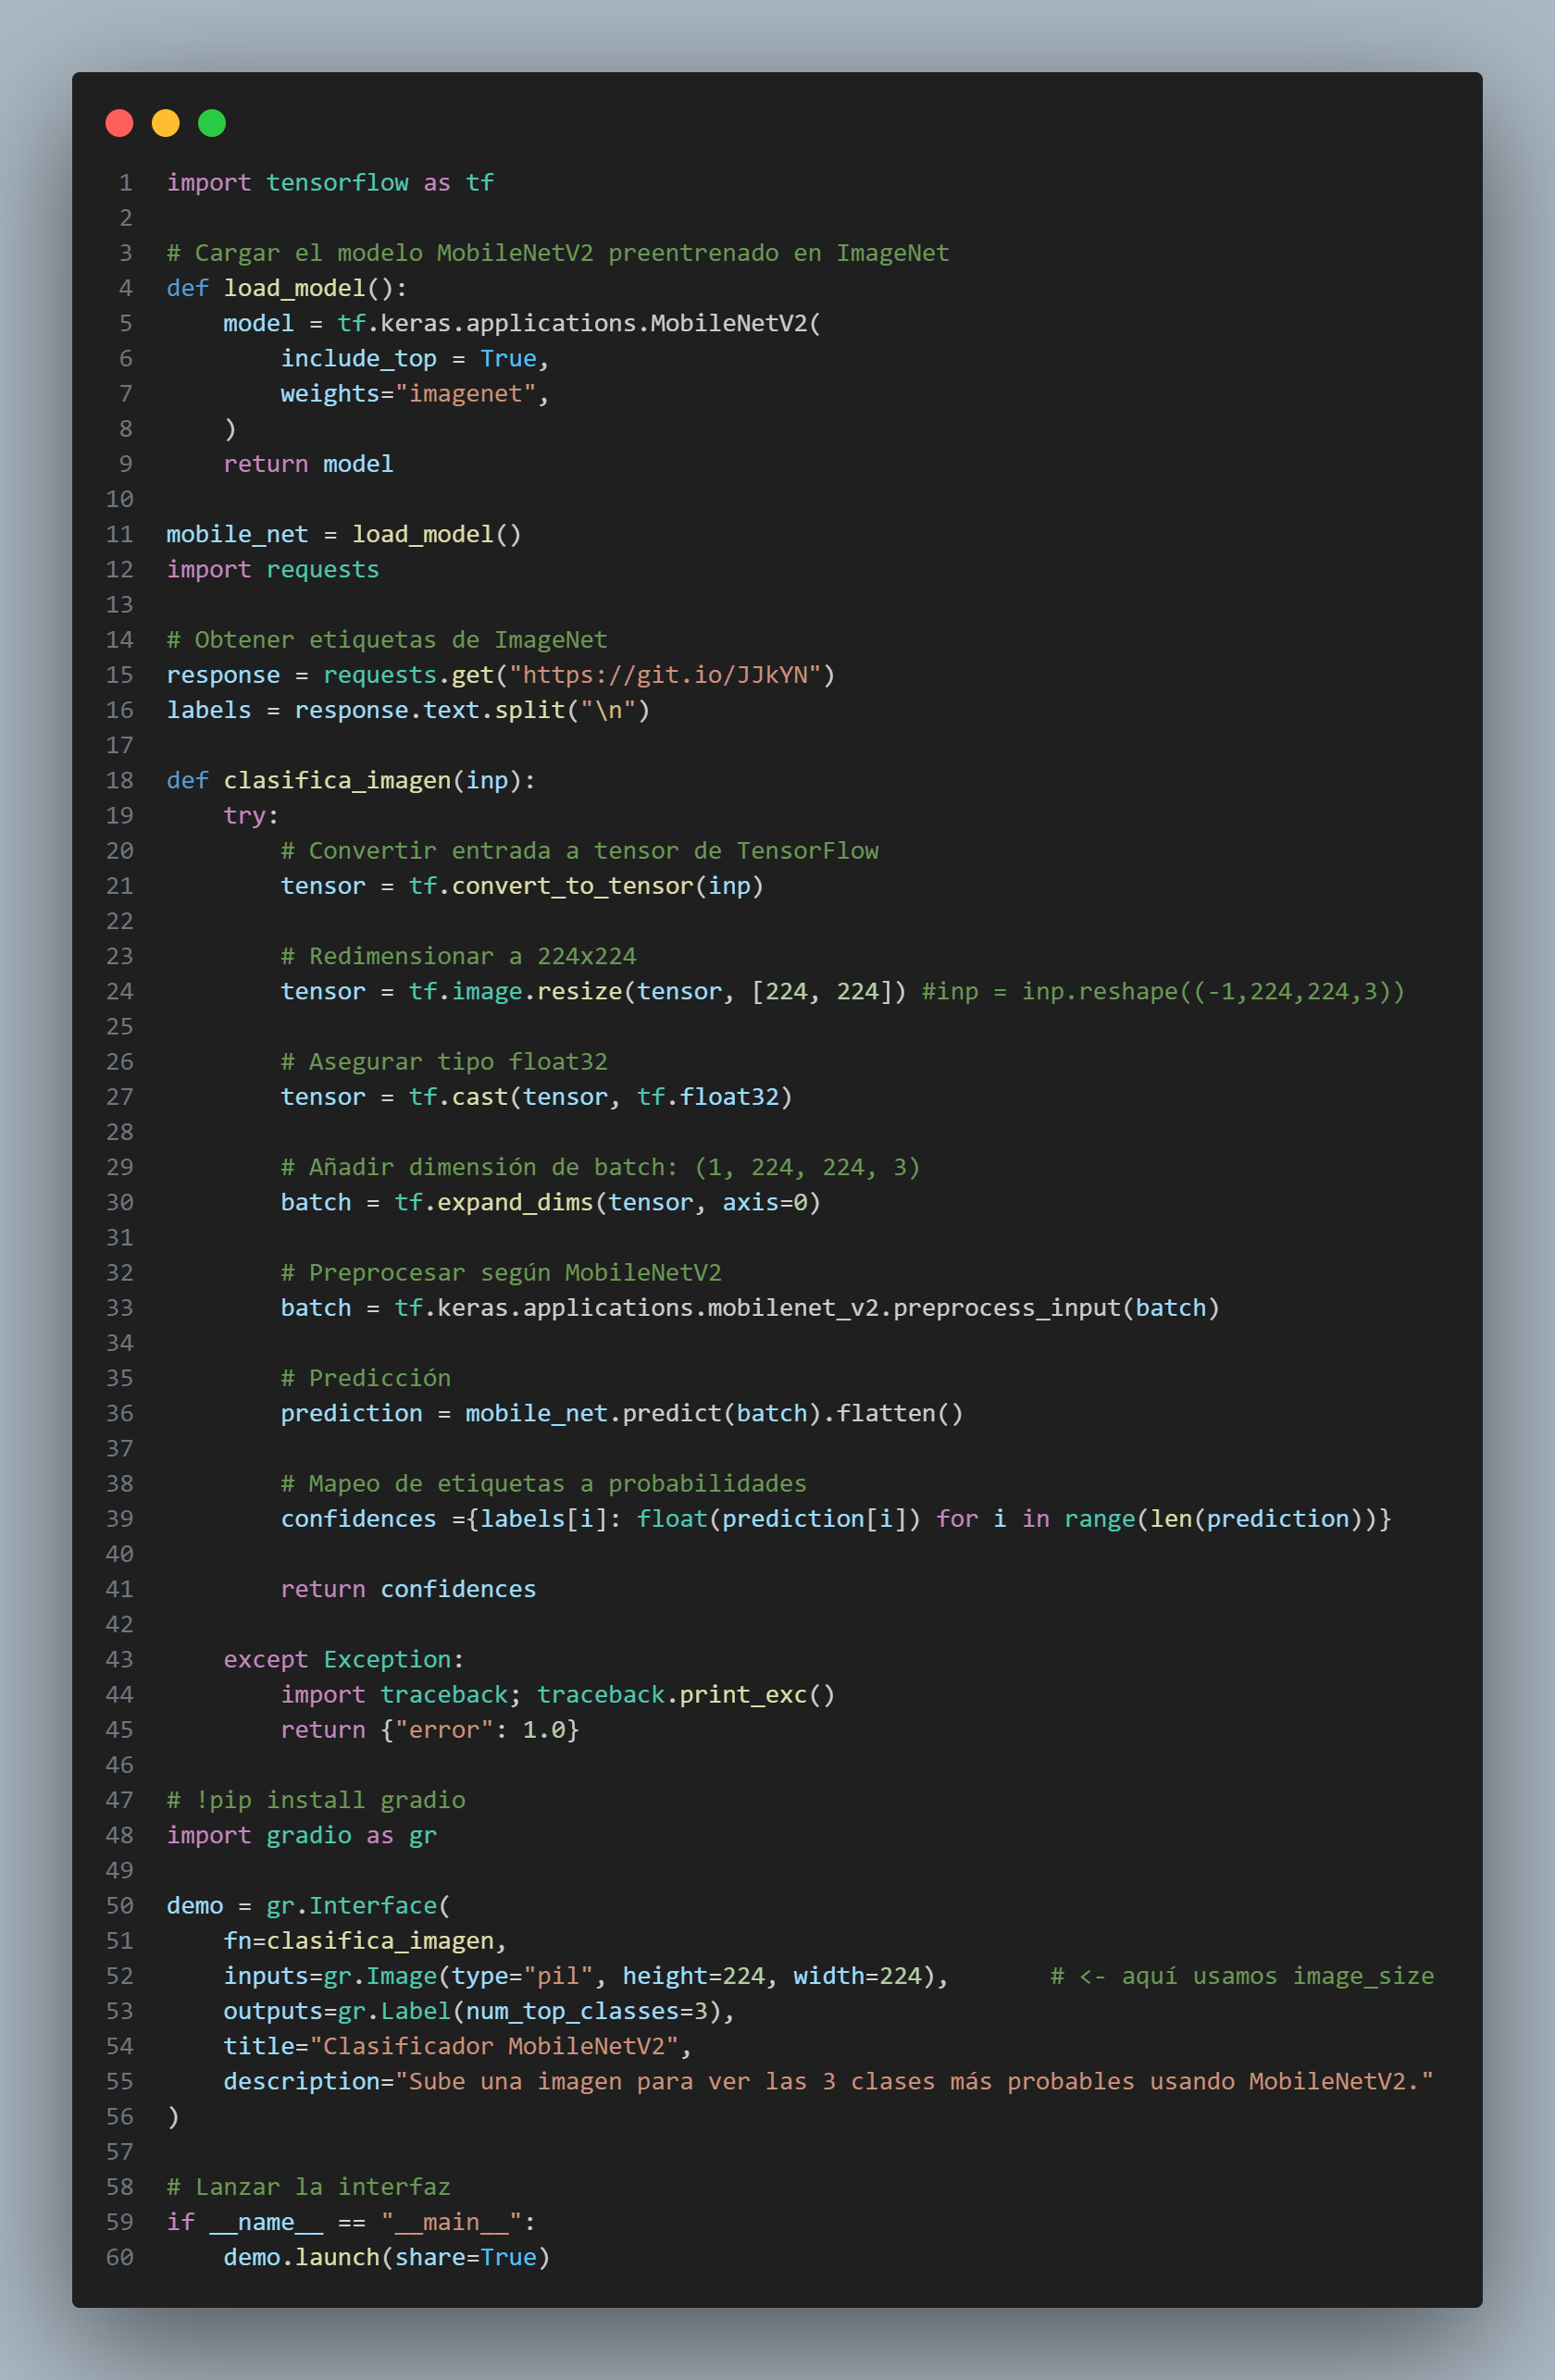 1 import tensorflow as tf
2
3 # Cargar el modelo MobileNetV2 preentrenado en ImageNet
4 def load_model():
5     model = tf.keras.applications.MobileNetV2(
6         include_top = True,
7         weights="imagenet",
8     )
9     return model
10
11 mobile_net = load_model()
12 import requests
13
14 # Obtener etiquetas de ImageNet
15 response = requests.get("https://git.io/JJkYN")
16 labels = response.text.split("\n")
17
18 def clasifica_imagen(inp):
19     try:
20         # Convertir entrada a tensor de TensorFlow
21         tensor = tf.convert_to_tensor(inp)
22
23         # Redimensionar a 224x224
24         tensor = tf.image.resize(tensor, [224, 224]) #inp = inp.reshape((-1,224,224,3))
25
26         # Asegurar tipo float32
27         tensor = tf.cast(tensor, tf.float32)
28
29         # Añadir dimensión de batch: (1, 224, 224, 3)
30         batch = tf.expand_dims(tensor, axis=0)
31
32         # Preprocesar según MobileNetV2
33         batch = tf.keras.applications.mobilenet_v2.preprocess_input(batch)
34
35         # Predicción
36         prediction = mobile_net.predict(batch).flatten()
37
38         # Mapeo de etiquetas a probabilidades
39         confidences ={labels[i]: float(prediction[i]) for i in range(len(prediction))}
40
41         return confidences
42
43     except Exception:
44         import traceback; traceback.print_exc()
45         return {"error": 1.0}
46
47 # !pip install gradio
48 import gradio as gr
49
50 demo = gr.Interface(
51     fn=clasifica_imagen,
52     inputs=gr.Image(type="pil", height=224, width=224),       # <- aquí usamos image_size
53     outputs=gr.Label(num_top_classes=3),
54     title="Clasificador MobileNetV2",
55     description="Sube una imagen para ver las 3 clases más probables usando MobileNetV2."
56 )
57
58 # Lanzar la interfaz
59 if __name__ == "__main__":
60     demo.launch(share=True)